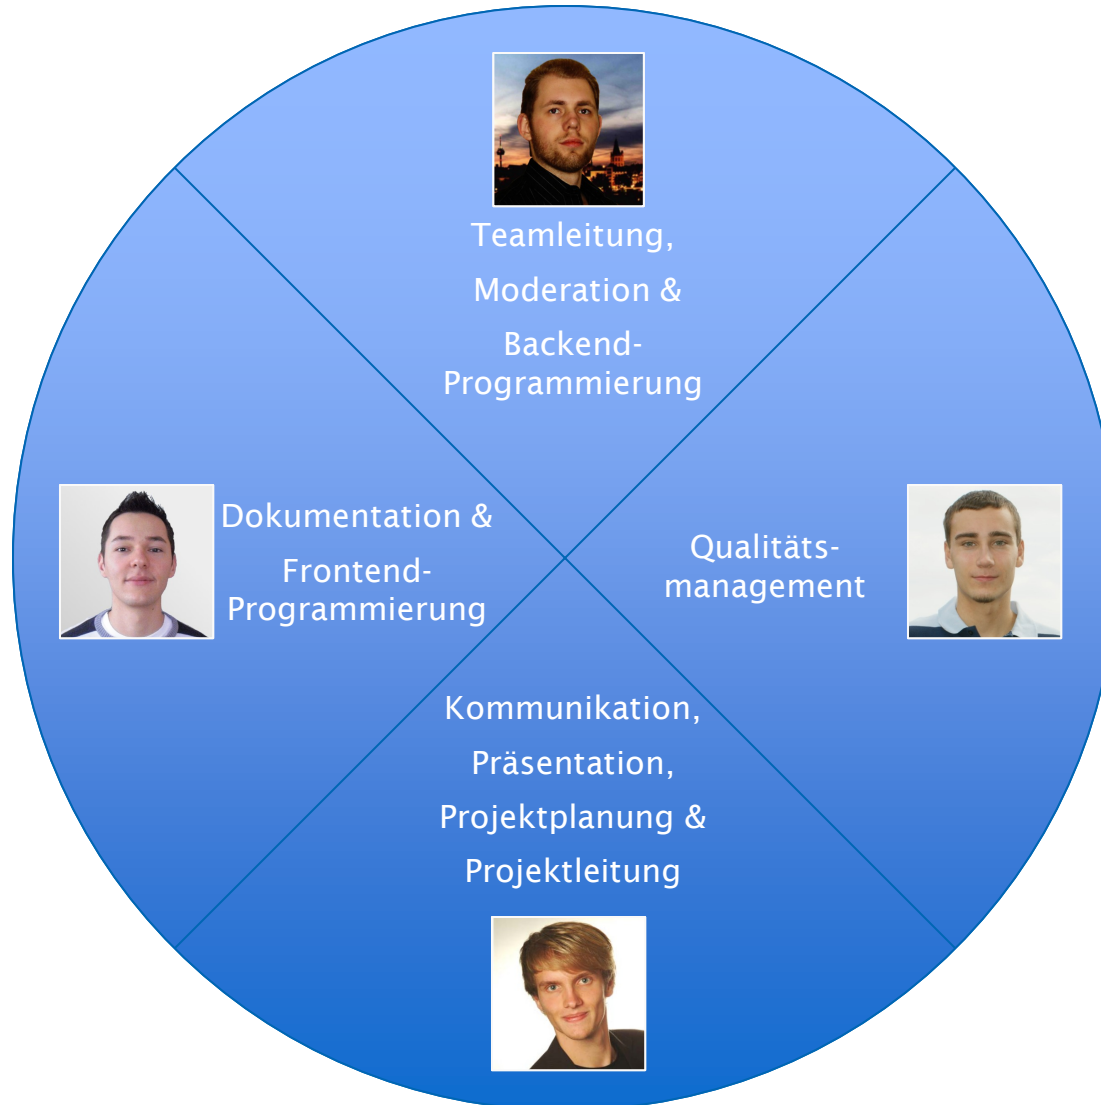 Teamleitung,
Moderation &
Backend-
Programmierung
Dokumentation &
Frontend-
Programmierung
Qualitäts-
management
Kommunikation,
Präsentation,
Projektplanung &
Projektleitung